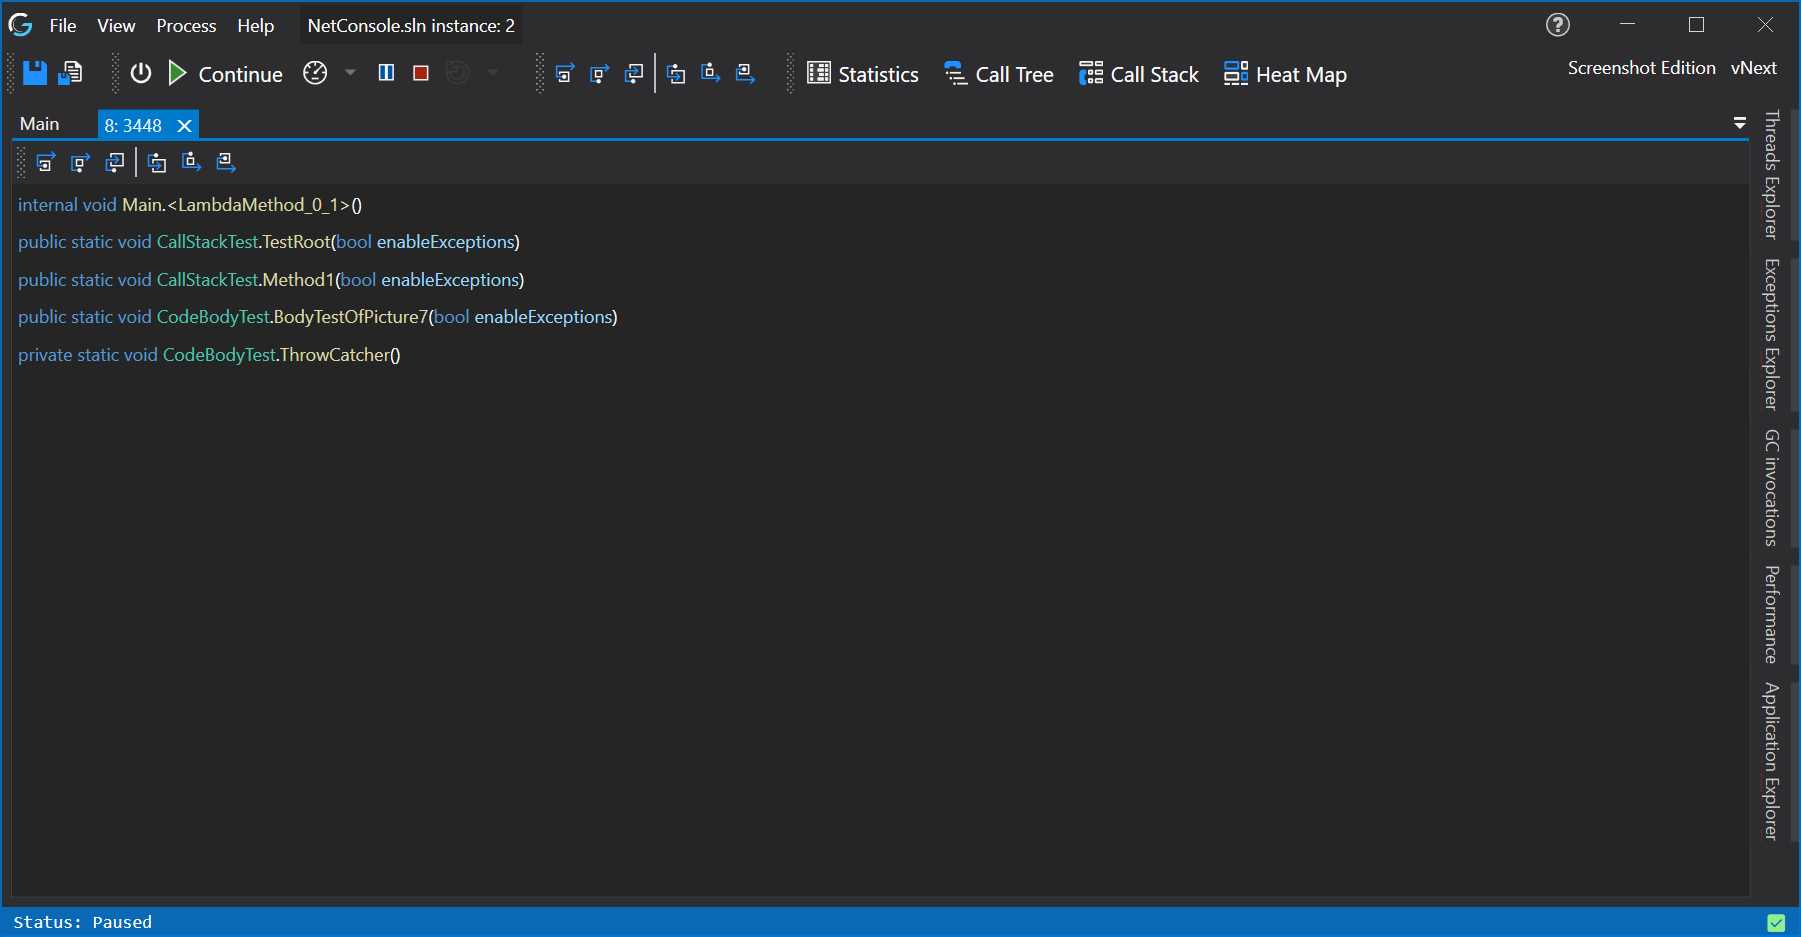 File View Process Help NetConsole.sln instance: 2
Continue Statistics Call Tree Call Stack Heat Map Screenshot Edition vNext
Main 8: 3448
internal void Main.<LambdaMethod_0_1>()
public static void CallStackTest.TestRoot(bool enableExceptions)
public static void CallStackTest.Method1(bool enableExceptions)
public static void CodeBodyTest.BodyTestOfPicture7(bool enableExceptions)
private static void CodeBodyTest.ThrowCatcher()
Threads Explorer
Exceptions Explorer
GC invocations
Performance
Application Explorer
Status: Paused